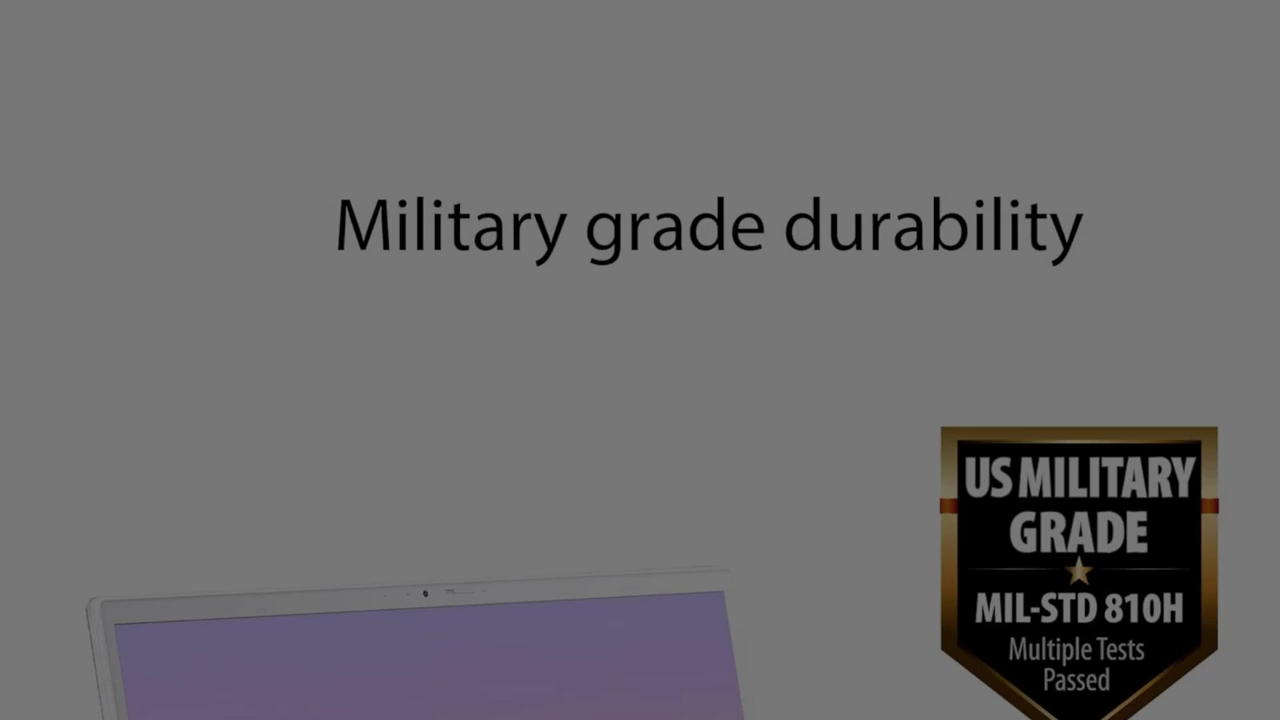 Military grade durability
US MILITARY
GRADE
MIL-STD 810H
Multiple Tests
Passed